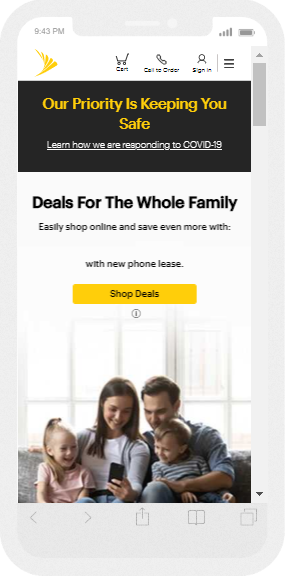 9:43 PM
Cart
Call to Order
Sign In
Our Priority Is Keeping You
Safe
Learn how we are responding to COVID-19
Deals For The Whole Family
Easily shop online and save even more with:
with new phone lease.
Shop Deals